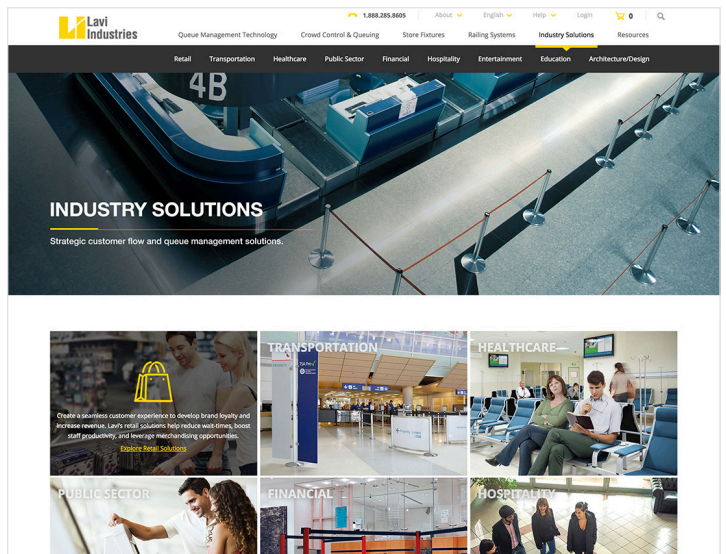 1.888.285.8605 About English Help Login 0
Lavi
Industries
Queue Management Technology Crowd Control & Queuing Store Fixtures Railing Systems Industry Solutions Resources
Retail Transportation Healthcare Public Sector Financial Hospitality Entertainment Education Architecture/Design
4B
INDUSTRY SOLUTIONS
Strategic customer flow and queue management solutions.
TRANSPORTATION
HEALTHCARE
TSA Pre
Create a seamless customer experience to develop brand loyalty and
increase revenue. Lavi's retail solutions help reduce wait-times, boost
staff productivity, and leverage merchandising opportunities.
Explore Retail Solutions
PUBLIC SECTOR
FINANCIAL
HOSPITALITY